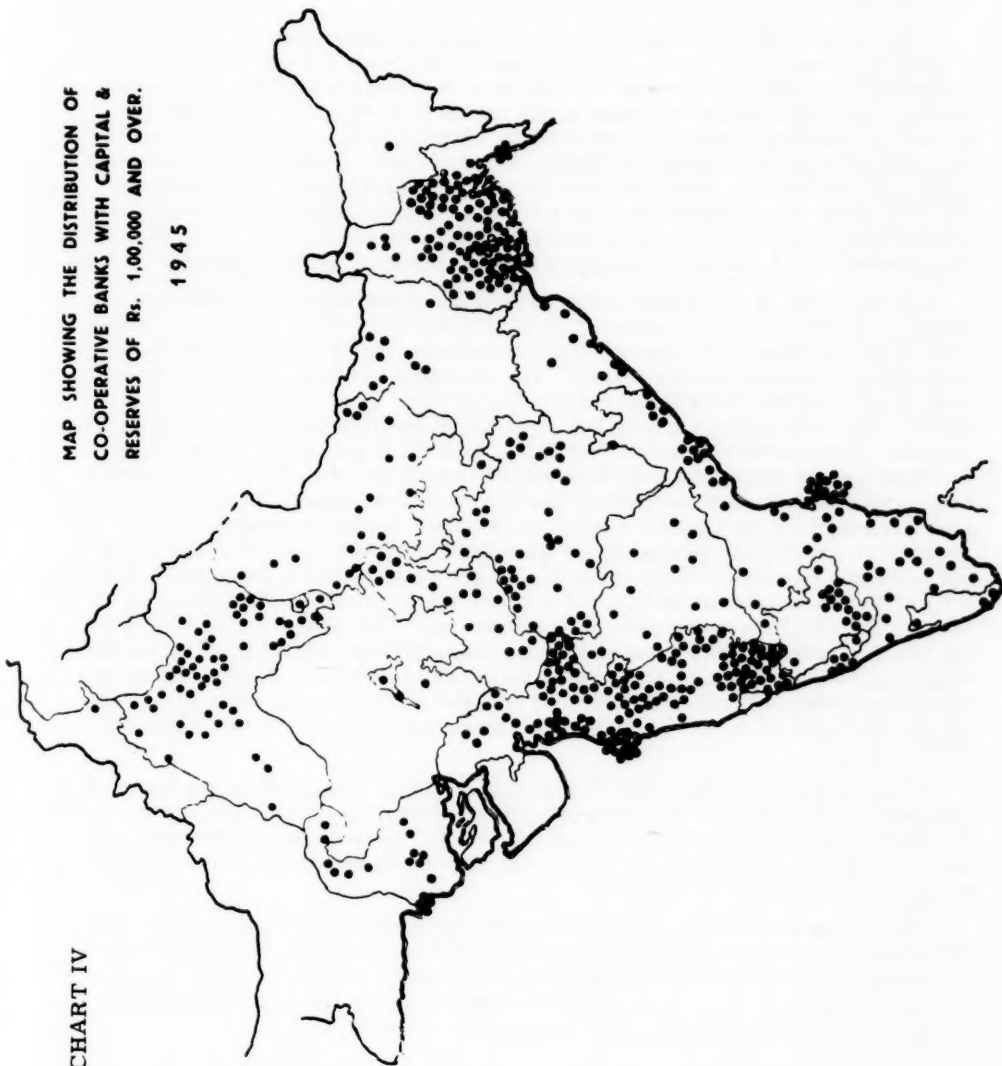 CHART IV
MAP SHOWING THE DISTRIBUTION OF
CO-OPERATIVE BANKS WITH CAPITAL &
RESERVES OF Rs. 1,00,000 AND OVER.
1945